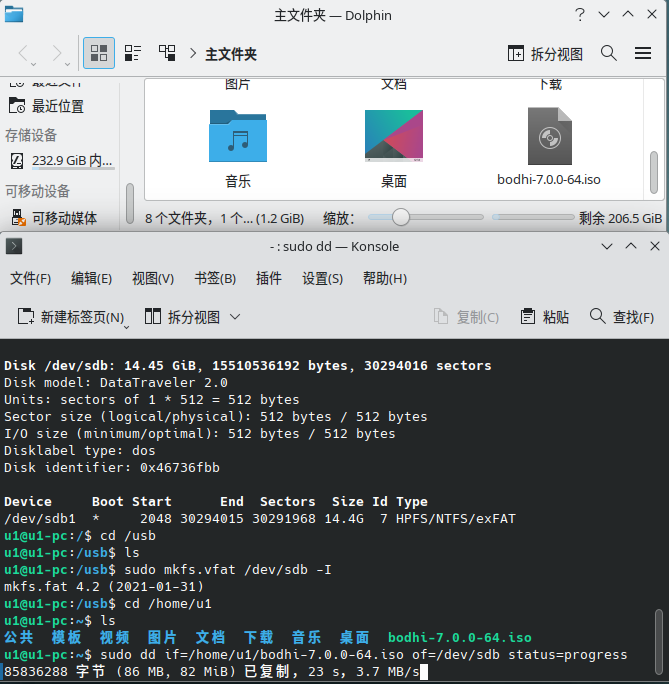 主文件夹 — Dolphin
主文件夹
拆分视图
最近文件
最近位置
存储设备
232.9 GiB 内...
可移动设备
可移动媒体
图片 文档 下载
音乐 桌面 bodhi-7.0.0-64.iso
8 个文件夹，1 个... (1.2 GiB) 缩放： 剩余 206.5 GiB
- : sudo dd — Konsole
文件(F) 编辑(E) 视图(V) 书签(B) 插件 设置(S) 帮助(H)
新建标签页(N) 拆分视图 复制(C) 粘贴 查找(F)
Disk /dev/sdb: 14.45 GiB, 15510536192 bytes, 30294016 sectors
Disk model: DataTraveler 2.0
Units: sectors of 1 * 512 = 512 bytes
Sector size (logical/physical): 512 bytes / 512 bytes
I/O size (minimum/optimal): 512 bytes / 512 bytes
Disklabel type: dos
Disk identifier: 0x46736fbb
Device     Boot Start      End  Sectors  Size Id Type
/dev/sdb1  *     2048 30294015 30291968 14.4G  7 HPFS/NTFS/exFAT
u1@u1-pc:/$ cd /usb
u1@u1-pc:/usb$ ls
u1@u1-pc:/usb$ sudo mkfs.vfat /dev/sdb -I
mkfs.fat 4.2 (2021-01-31)
u1@u1-pc:/usb$ cd /home/u1
u1@u1-pc:~$ ls
公共 模板 视频 图片 文档 下载 音乐 桌面 bodhi-7.0.0-64.iso
u1@u1-pc:~$ sudo dd if=/home/u1/bodhi-7.0.0-64.iso of=/dev/sdb status=progress
85836288 字节 (86 MB, 82 MiB) 已复制，23 s，3.7 MB/s